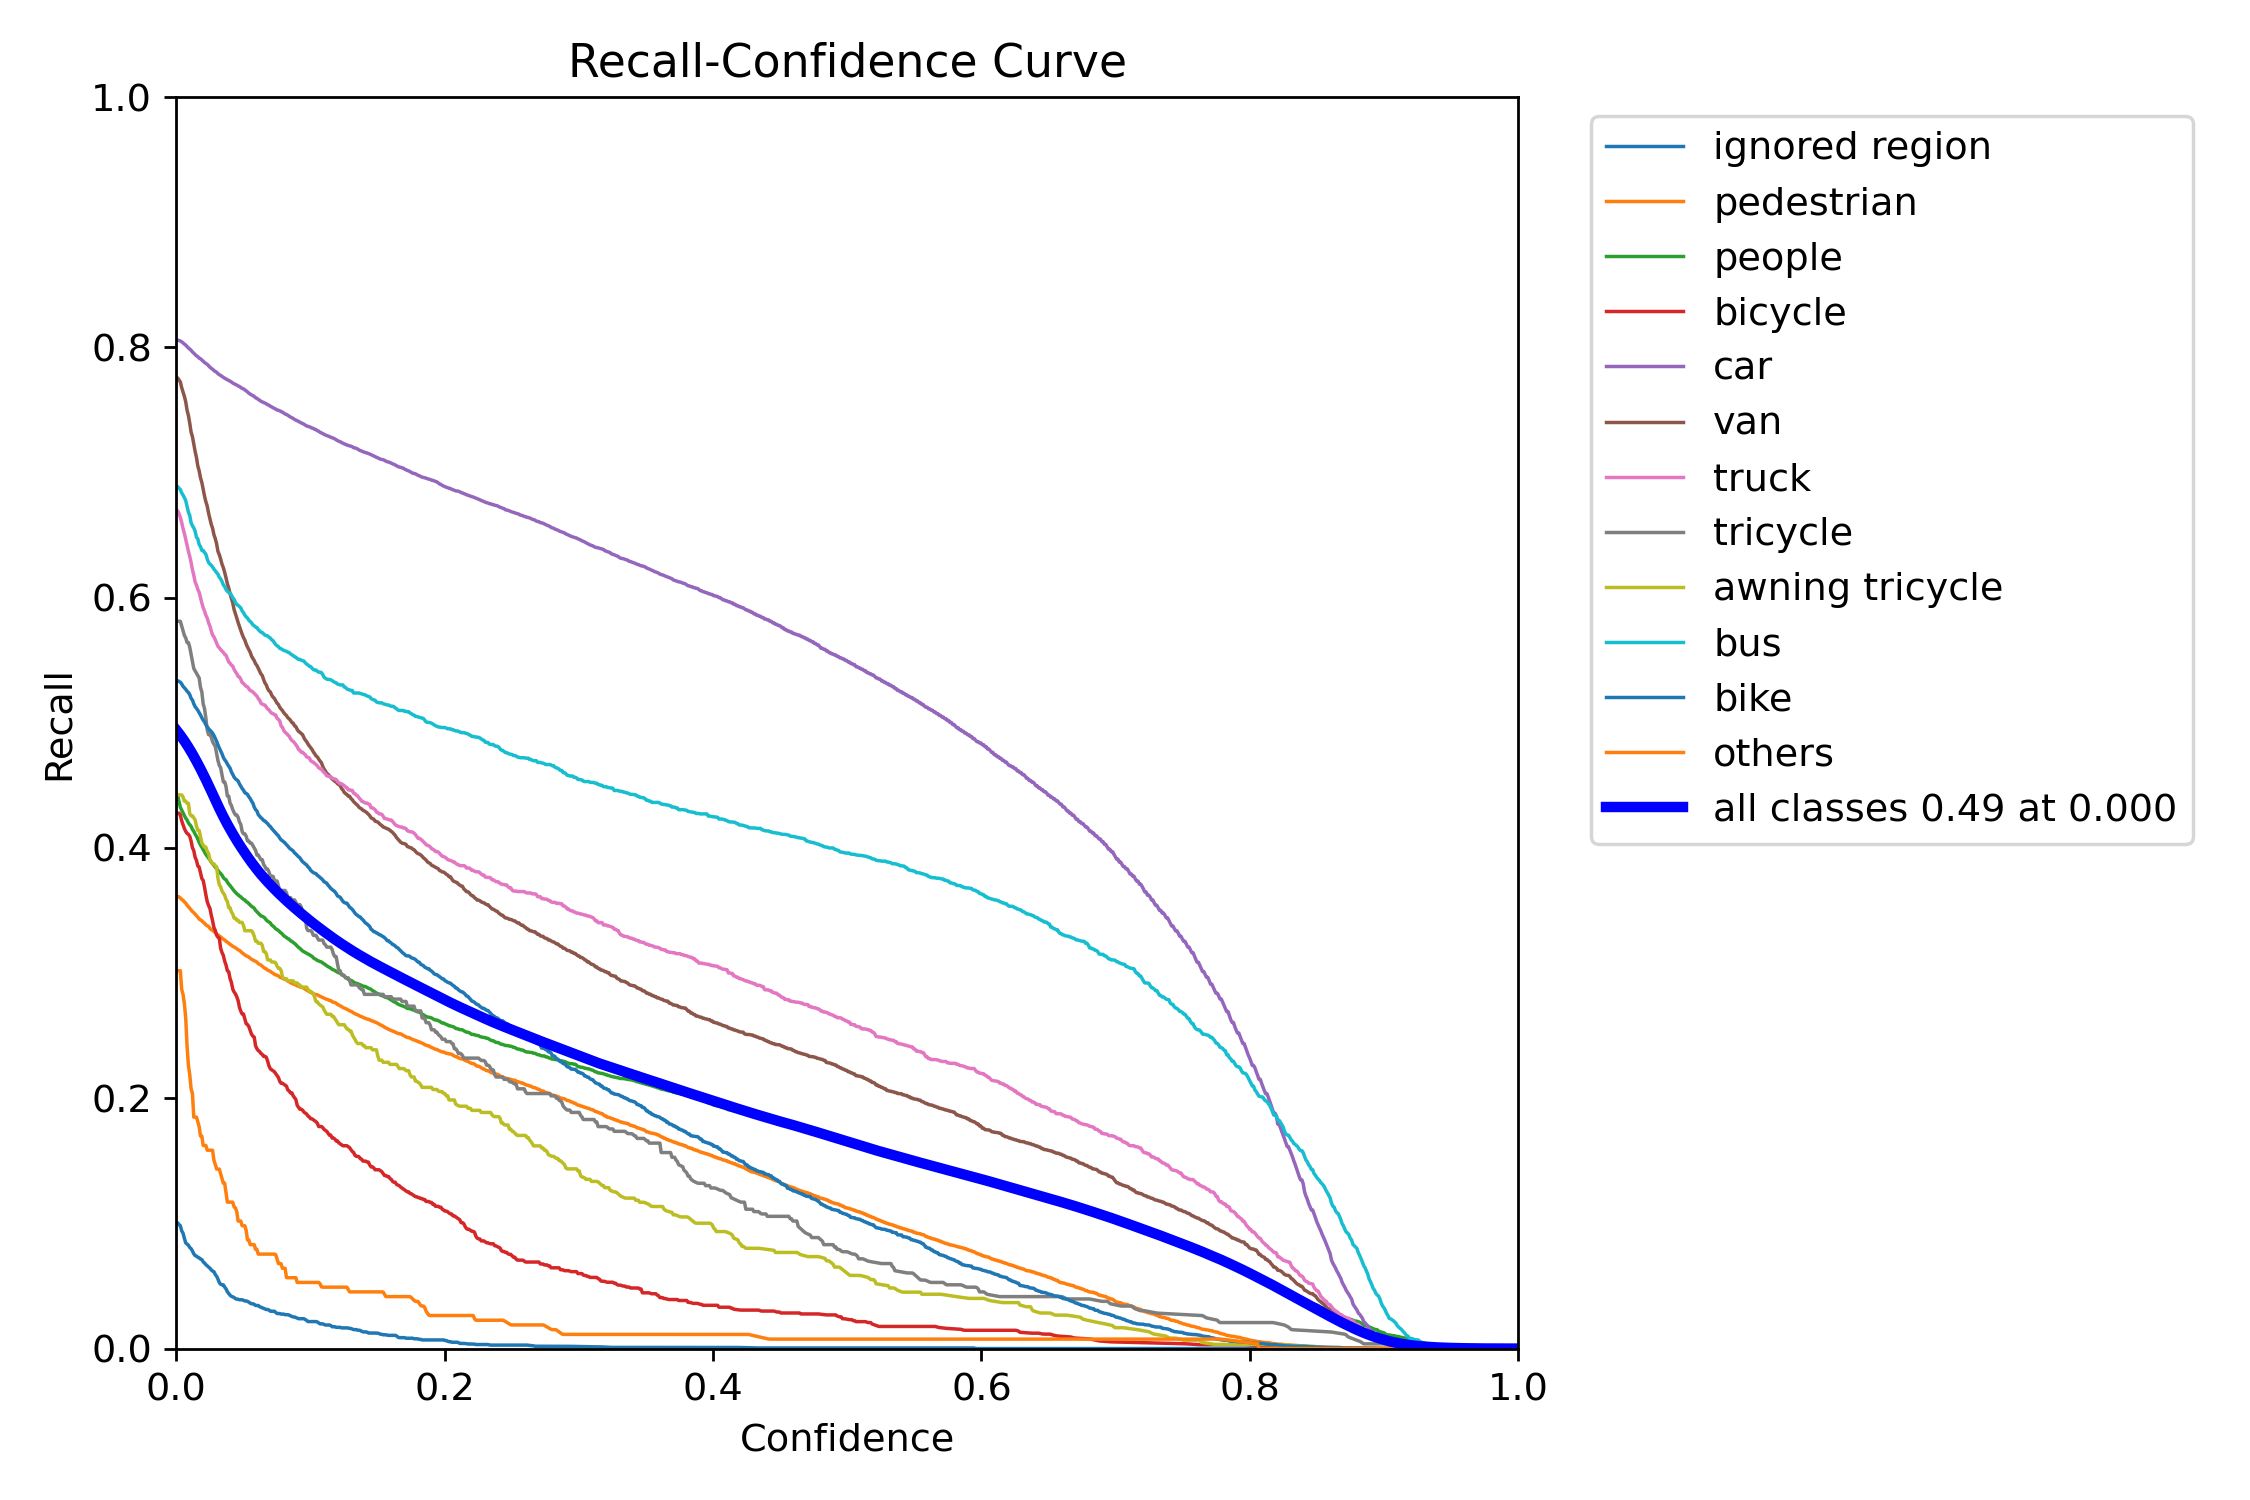 Recall-Confidence Curve
1.0
0.8
0.6
0.4
0.2
0.0
Recall
0.0 0.2 0.4 0.6 0.8 1.0
Confidence
ignored region
pedestrian
people
bicycle
car
van
truck
tricycle
awning tricycle
bus
bike
others
all classes 0.49 at 0.000